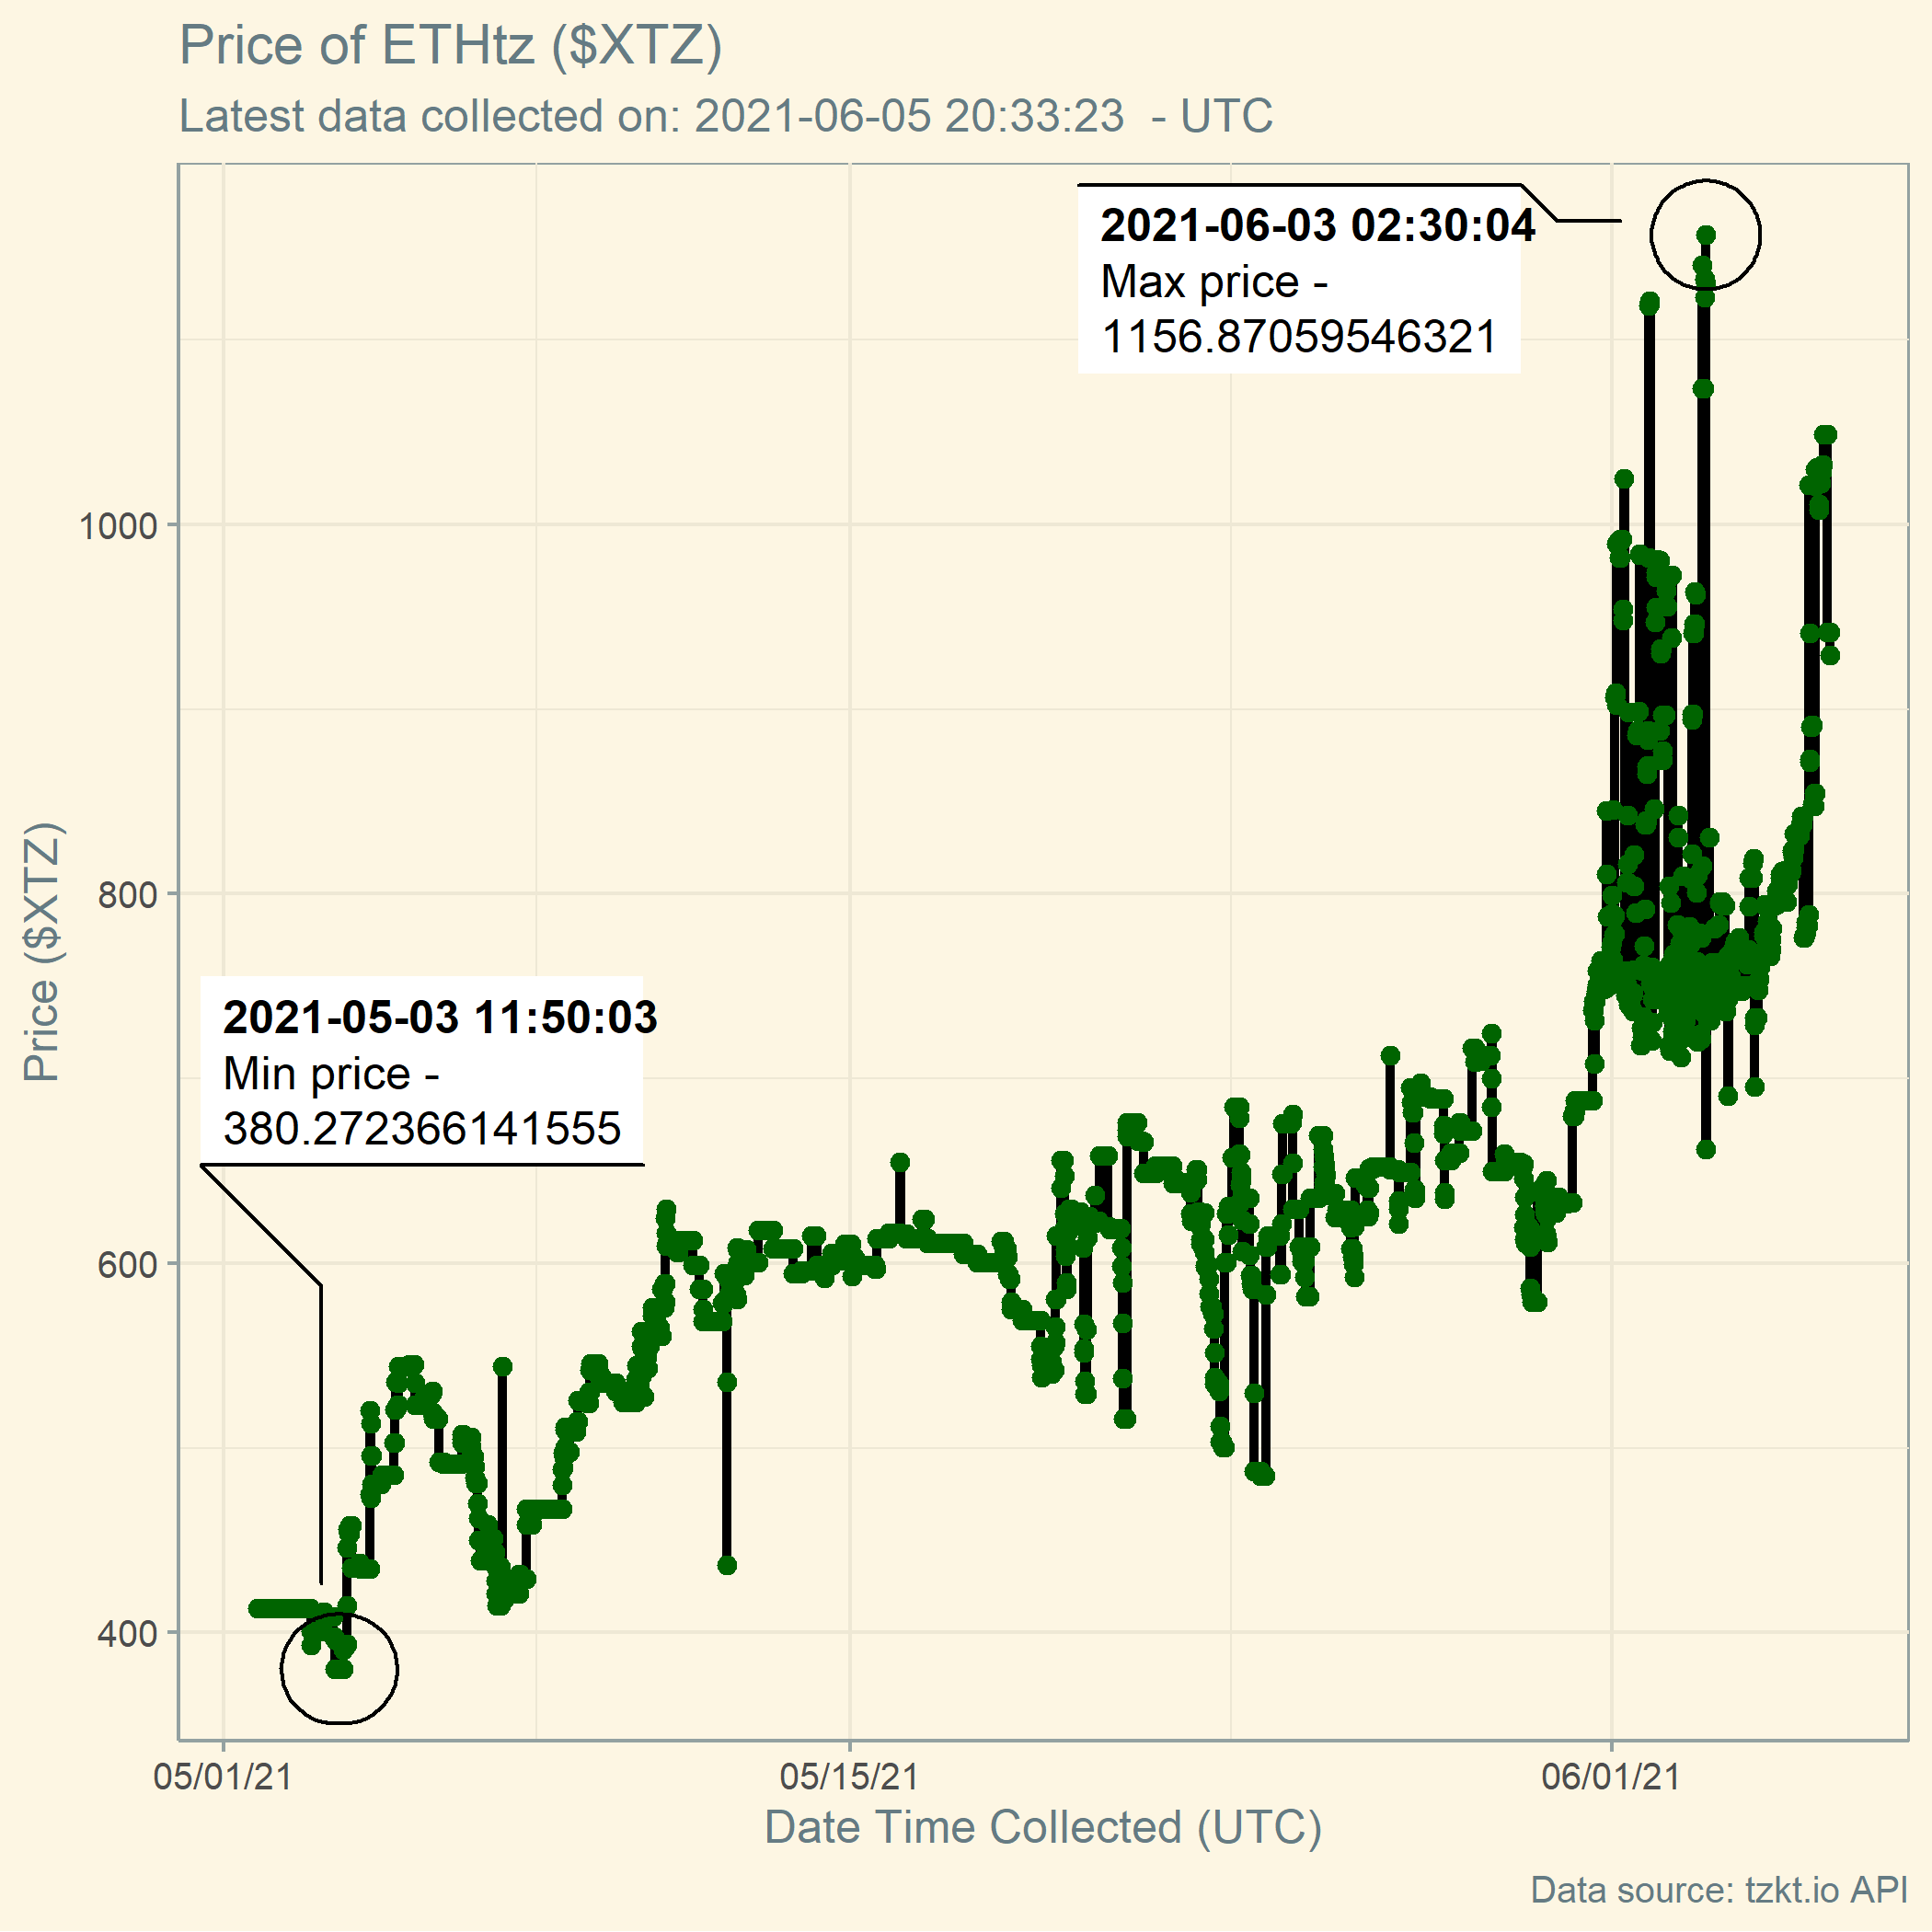 Price of ETHtz ($XTZ)
Latest data collected on: 2021-06-05 20:33:23  - UTC
2021-06-03 02:30:04
Max price -
1156.87059546321
1000
800
600
400
Price ($XTZ)
2021-05-03 11:50:03
Min price -
380.272366141555
05/01/21
05/15/21
06/01/21
Date Time Collected (UTC)
Data source: tzkt.io API